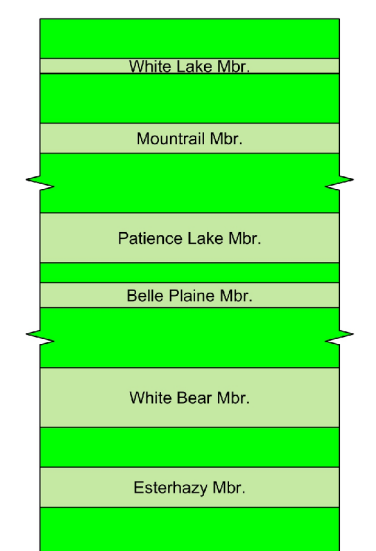 White Lake Mbr.
Mountrail Mbr.
Patience Lake Mbr.
Belle Plaine Mbr.
White Bear Mbr.
Esterhazy Mbr.